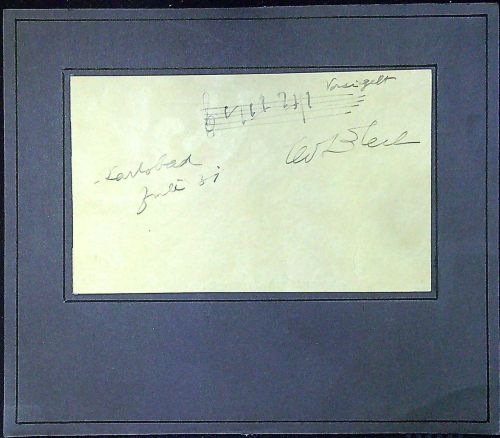 Versiegelt
Leo Blech
Karlsbad
Juli 31